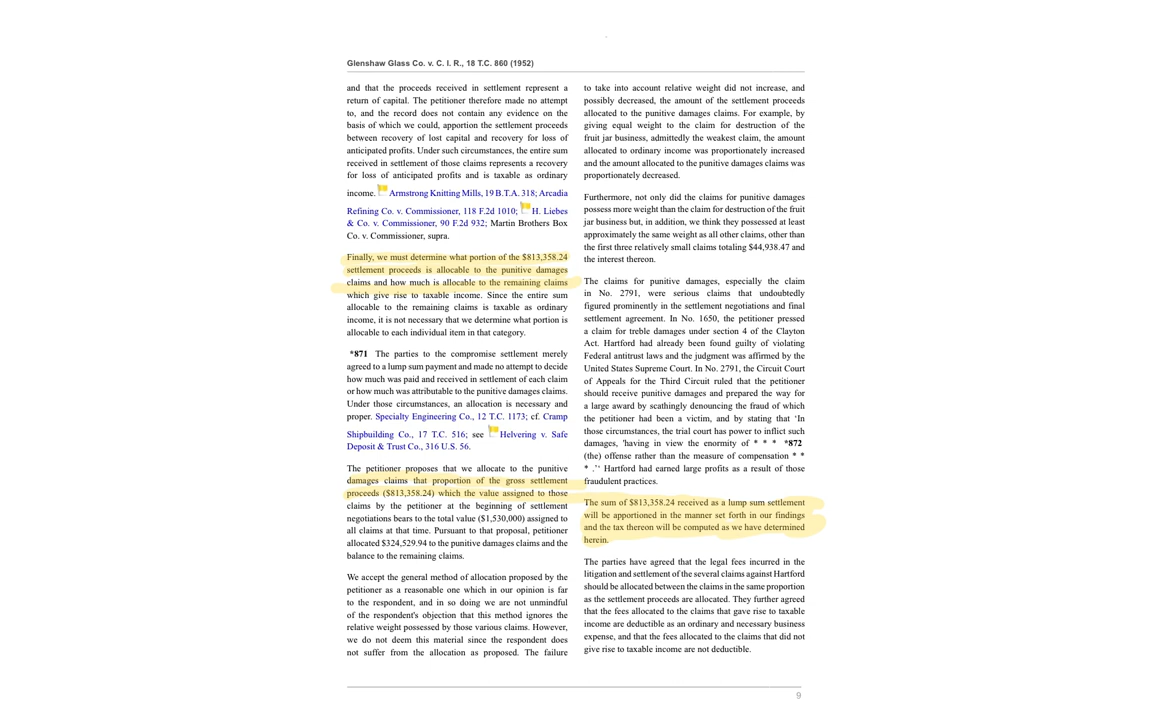 Glenshaw Glass Co. v. C. I. R., 18 T.C. 860 (1952)
and that the proceeds received in settlement represent a
return of capital. The petitioner therefore made no attempt
to, and the record does not contain any evidence on the
basis of which we could, apportion the settlement proceeds
between recovery of lost capital and recovery for loss of
anticipated profits. Under such circumstances, the entire sum
received in settlement of those claims represents a recovery
for loss of anticipated profits and is taxable as ordinary
income. Armstrong Knitting Mills, 19 B.T.A. 318; Arcadia
Refining Co. v. Commissioner, 118 F.2d 1010; H. Liebes
& Co. v. Commissioner, 90 F.2d 932; Martin Brothers Box
Co. v. Commissioner, supra.
Finally, we must determine what portion of the $813,358.24
settlement proceeds is allocable to the punitive damages
claims and how much is allocable to the remaining claims
which give rise to taxable income. Since the entire sum
allocable to the remaining claims is taxable as ordinary
income, it is not necessary that we determine what portion is
allocable to each individual item in that category.
*871 The parties to the compromise settlement merely
agreed to a lump sum payment and made no attempt to decide
how much was paid and received in settlement of each claim
or how much was attributable to the punitive damages claims.
Under those circumstances, an allocation is necessary and
proper. Specialty Engineering Co., 12 T.C. 1173; cf. Cramp
Shipbuilding Co., 17 T.C. 516; see Helvering v. Safe
Deposit & Trust Co., 316 U.S. 56.
The petitioner proposes that we allocate to the punitive
damages claims that proportion of the gross settlement
proceeds ($813,358.24) which the value assigned to those
claims by the petitioner at the beginning of settlement
negotiations bears to the total value ($1,530,000) assigned to
all claims at that time. Pursuant to that proposal, petitioner
allocated $324,529.94 to the punitive damages claims and the
balance to the remaining claims.
We accept the general method of allocation proposed by the
petitioner as a reasonable one which in our opinion is far
to the respondent, and in so doing we are not unmindful
of the respondent's objection that this method ignores the
relative weight possessed by those various claims. However,
we do not deem this material since the respondent does
not suffer from the allocation as proposed. The failure
to take into account relative weight did not increase, and
possibly decreased, the amount of the settlement proceeds
allocated to the punitive damages claims. For example, by
giving equal weight to the claim for destruction of the
fruit jar business, admittedly the weakest claim, the amount
allocated to ordinary income was proportionately increased
and the amount allocated to the punitive damages claims was
proportionately decreased.
Furthermore, not only did the claims for punitive damages
possess more weight than the claim for destruction of the fruit
jar business but, in addition, we think they possessed at least
approximately the same weight as all other claims, other than
the first three relatively small claims totaling $44,938.47 and
the interest thereon.
The claims for punitive damages, especially the claim
in No. 2791, were serious claims that undoubtedly
figured prominently in the settlement negotiations and final
settlement agreement. In No. 1650, the petitioner pressed
a claim for treble damages under section 4 of the Clayton
Act. Hartford had already been found guilty of violating
Federal antitrust laws and the judgment was affirmed by the
United States Supreme Court. In No. 2791, the Circuit Court
of Appeals for the Third Circuit ruled that the petitioner
should receive punitive damages and prepared the way for
a large award by scathingly denouncing the fraud of which
the petitioner had been a victim, and by stating that ‘In
those circumstances, the trial court has power to inflict such
damages, 'having in view the enormity of * * * *872
(the) offense rather than the measure of compensation * *
* .’‘ Hartford had earned large profits as a result of those
fraudulent practices.
The sum of $813,358.24 received as a lump sum settlement
will be apportioned in the manner set forth in our findings
and the tax thereon will be computed as we have determined
herein.
The parties have agreed that the legal fees incurred in the
litigation and settlement of the several claims against Hartford
should be allocated between the claims in the same proportion
as the settlement proceeds are allocated. They further agreed
that the fees allocated to the claims that gave rise to taxable
income are deductible as an ordinary and necessary business
expense, and that the fees allocated to the claims that did not
give rise to taxable income are not deductible.
9